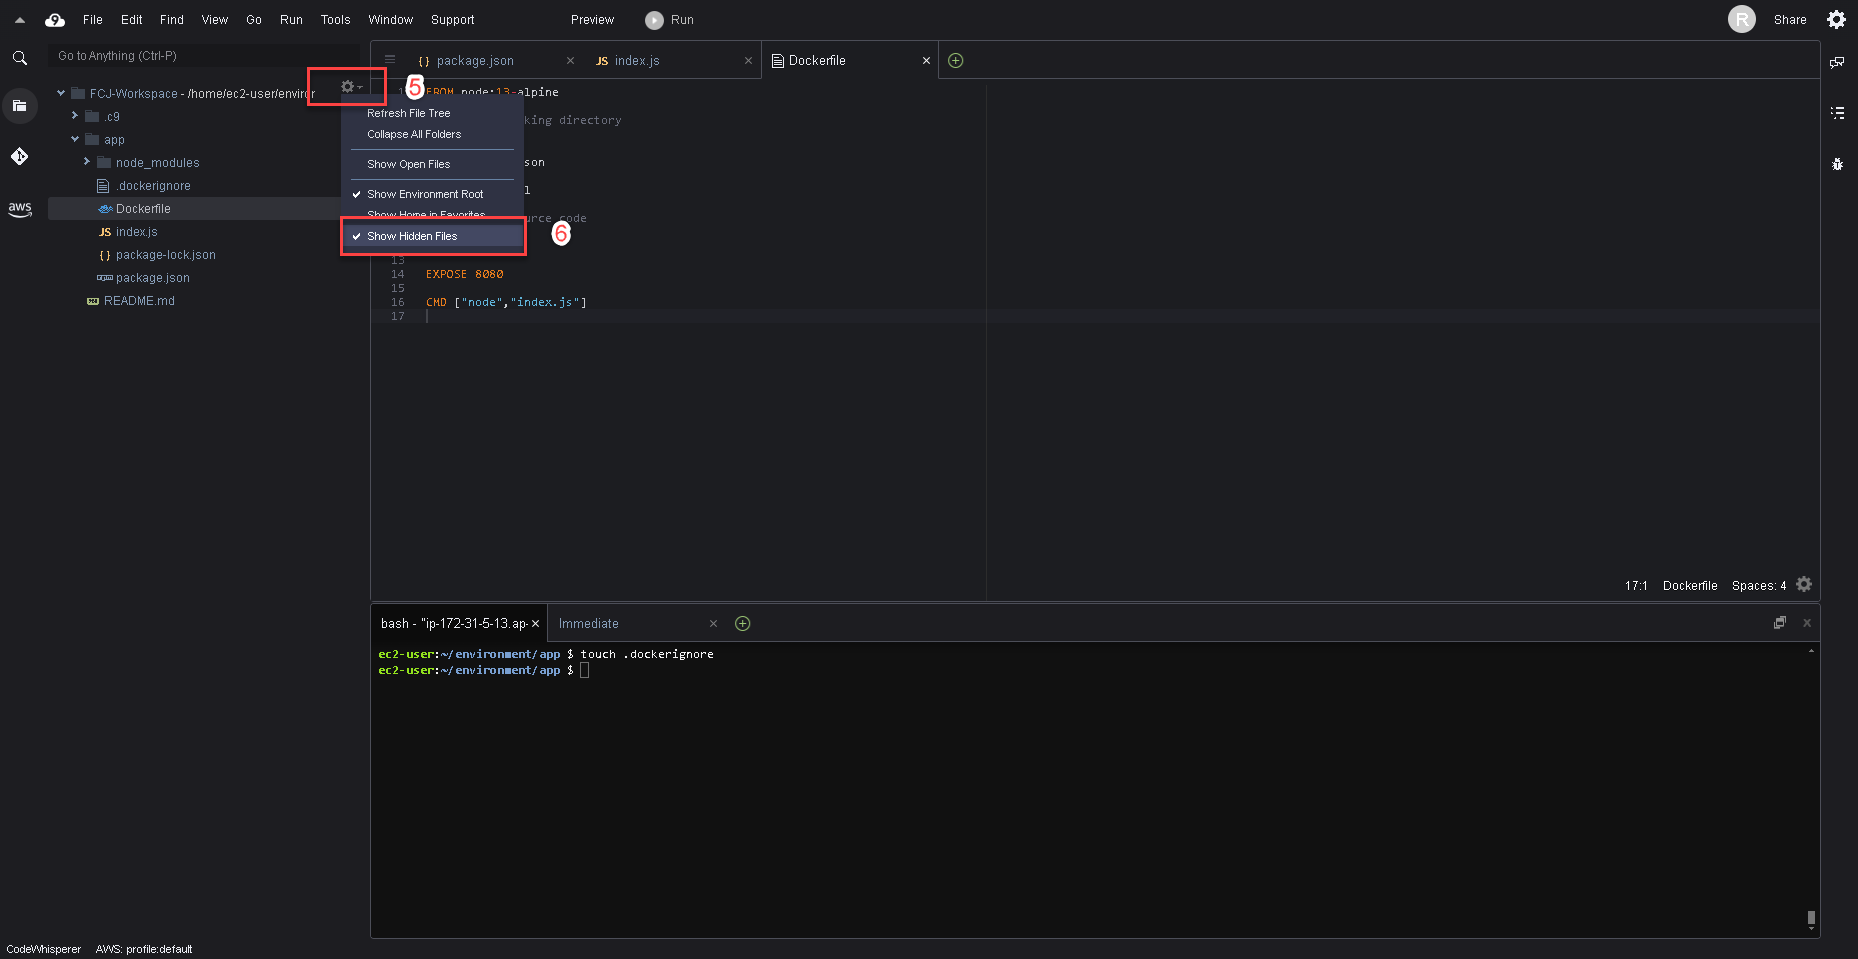 File Edit Find View Go Run Tools Window Support Preview Run R Share
Go to Anything (Ctrl-P)
{ } package.json
JS index.js
Dockerfile
FCJ-Workspace - /home/ec2-user/enviror
.c9
app
node_modules
.dockerignore
Dockerfile
JS index.js
{ } package-lock.json
package.json
README.md
aws
5
Refresh File Tree
Collapse All Folders
Show Open Files
Show Environment Root
Show Home in Favorites
Show Hidden Files
6
1 FROM node:13-alpine
king directory
son
l
urce code
13
14 EXPOSE 8080
15
16 CMD ["node","index.js"]
17
17:1 Dockerfile Spaces: 4
bash - "ip-172-31-5-13.ap-
Immediate
ec2-user:~/environment/app $ touch .dockerignore
ec2-user:~/environment/app $
CodeWhisperer AWS: profile:default